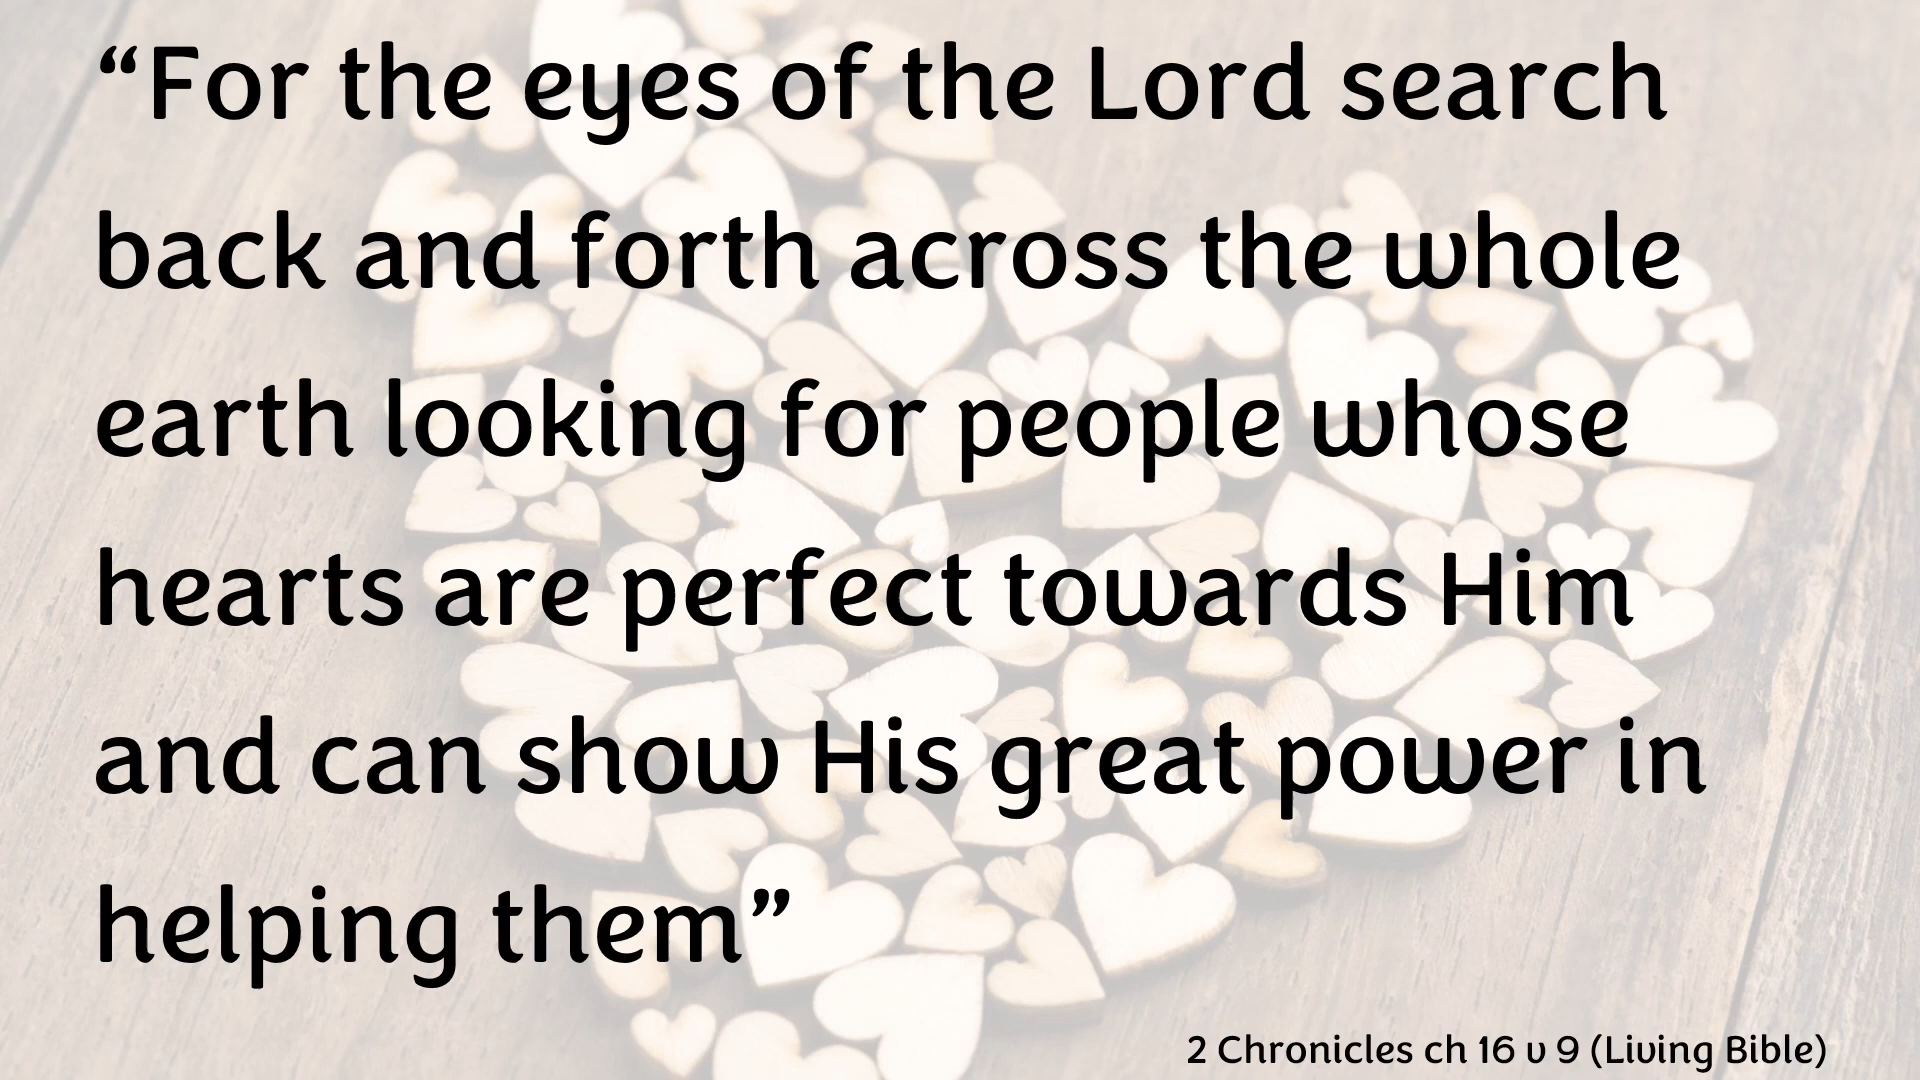 “For the eyes of the Lord search
back and forth across the whole
earth looking for people whose
hearts are perfect towards Him
and can show His great power in
helping them”
2 Chronicles ch 16 v 9 (Living Bible)